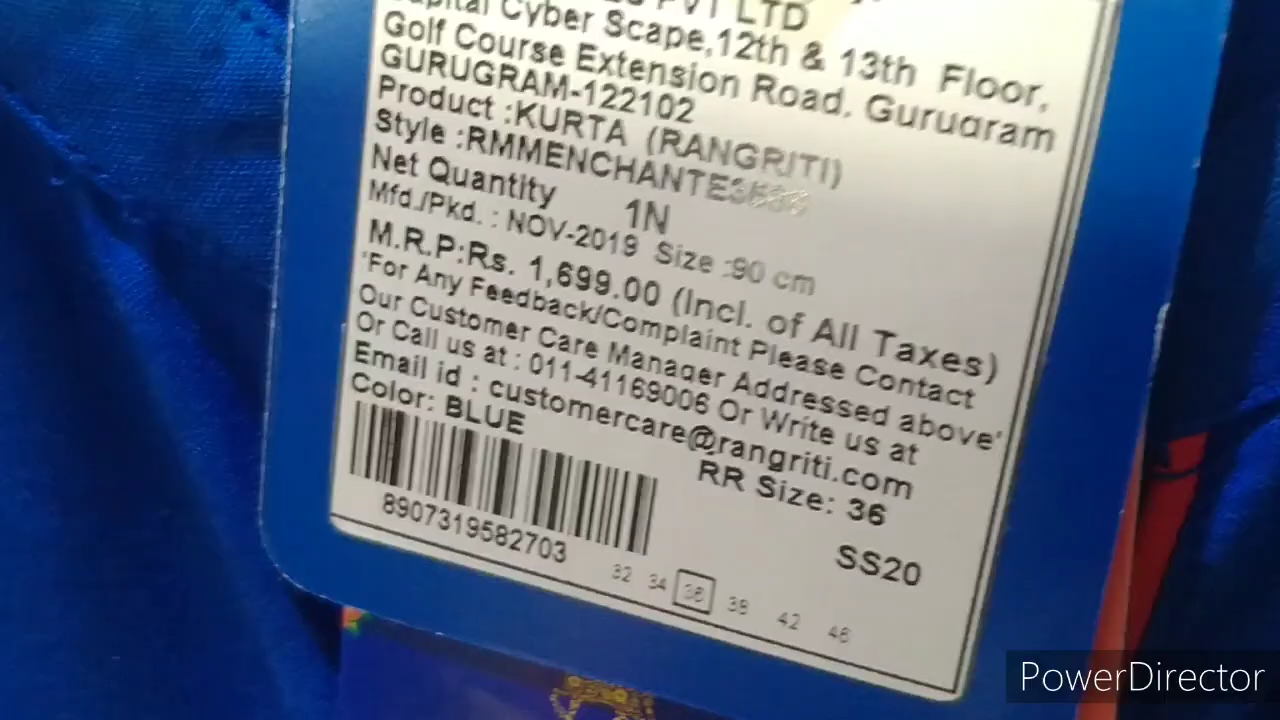 PVT LTD
Cyber Scape,12th & 13th Floor,
Golf Course Extension Road, Gurugram
GURUGRAM-122102
Product :KURTA (RANGRITI)
Style :RMMENCHANTE3636
Net Quantity 1N
Mfd./Pkd. : NOV-2019 Size :90 cm
M.R.P:Rs. 1,699.00 (Incl. of All Taxes)
'For Any Feedback/Complaint Please Contact
Our Customer Care Manager Addressed above'
Or Call us at : 011-41169006 Or Write us at
Email id : customercare@rangriti.com
Color: BLUE
RR Size: 36
8907319582703
SS20
32 34 36 38 42 46
PowerDirector